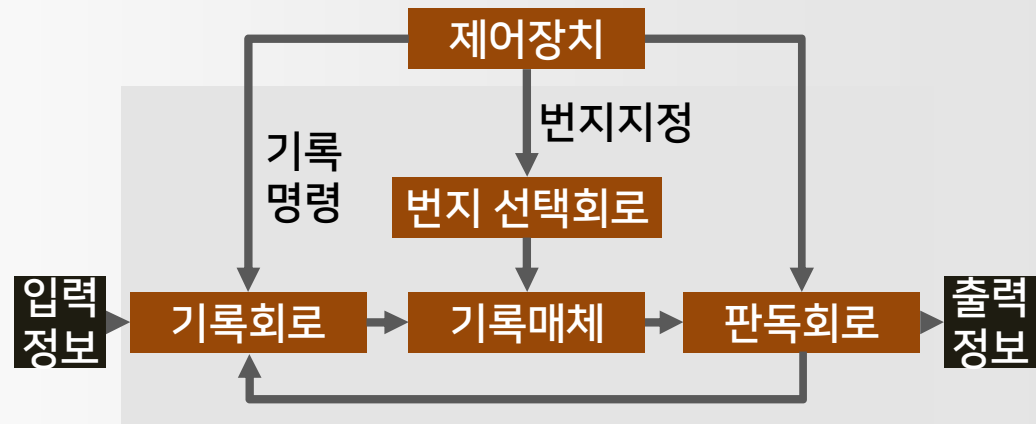 제어장치
번지지정
기록
명령
번지 선택회로
입력
정보
기록회로
기록매체
판독회로
출력
정보